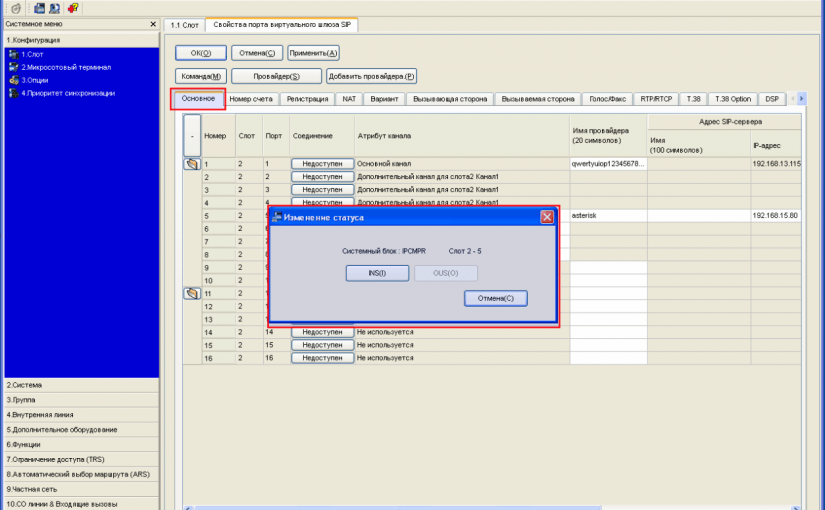 Системное меню
x
1.1 Слот
Свойства порта виртуального шлюза SIP
1.Конфигурация
1.Слот
2.Микросотовый терминал
3.Опции
4.Приоритет синхронизации
OK(O)
Отмена(C)
Применить(A)
Команда(M)
Провайдер(S)
Добавить провайдера.(P)
Основное
Номер счета
Регистрация
NAT
Вариант
Вызывающая сторона
Вызываемая сторона
Голос/Факс
RTP/RTCP
T.38
T.38 Option
DSP
Адрес SIP-сервера
-
Номер
Слот
Порт
Соединение
Атрибут канала
Имя провайдера
(20 символов)
Имя
(100 символов)
IP-адрес
1 2 1 Недоступен Основной канал qwertyuiop12345678... 192.168.13.115
2 2 2 Недоступен Дополнительный канал для слота2 Канал1
3 2 3 Недоступен Дополнительный канал для слота2 Канал1
4 2 4 Недоступен Дополнительный канал для слота2 Канал1
5 2 asterisk 192.168.15.80
6 2
7 2
8 2
9 2
10 2
11 2
12 2
13 2
14 2 14 Недоступен Не используется
15 2 15 Недоступен Не используется
16 2 16 Недоступен Не используется
Изменение статуса
Системный блок : IPCMPR Слот 2 - 5
INS(I)
OUS(O)
Отмена(C)
2.Система
3.Группа
4.Внутренняя линия
5.Дополнительное оборудование
6.Функции
7.Ограничение доступа (TRS)
8.Автоматический выбор маршрута (ARS)
9.Частная сеть
10.CO линии & Входящие вызовы